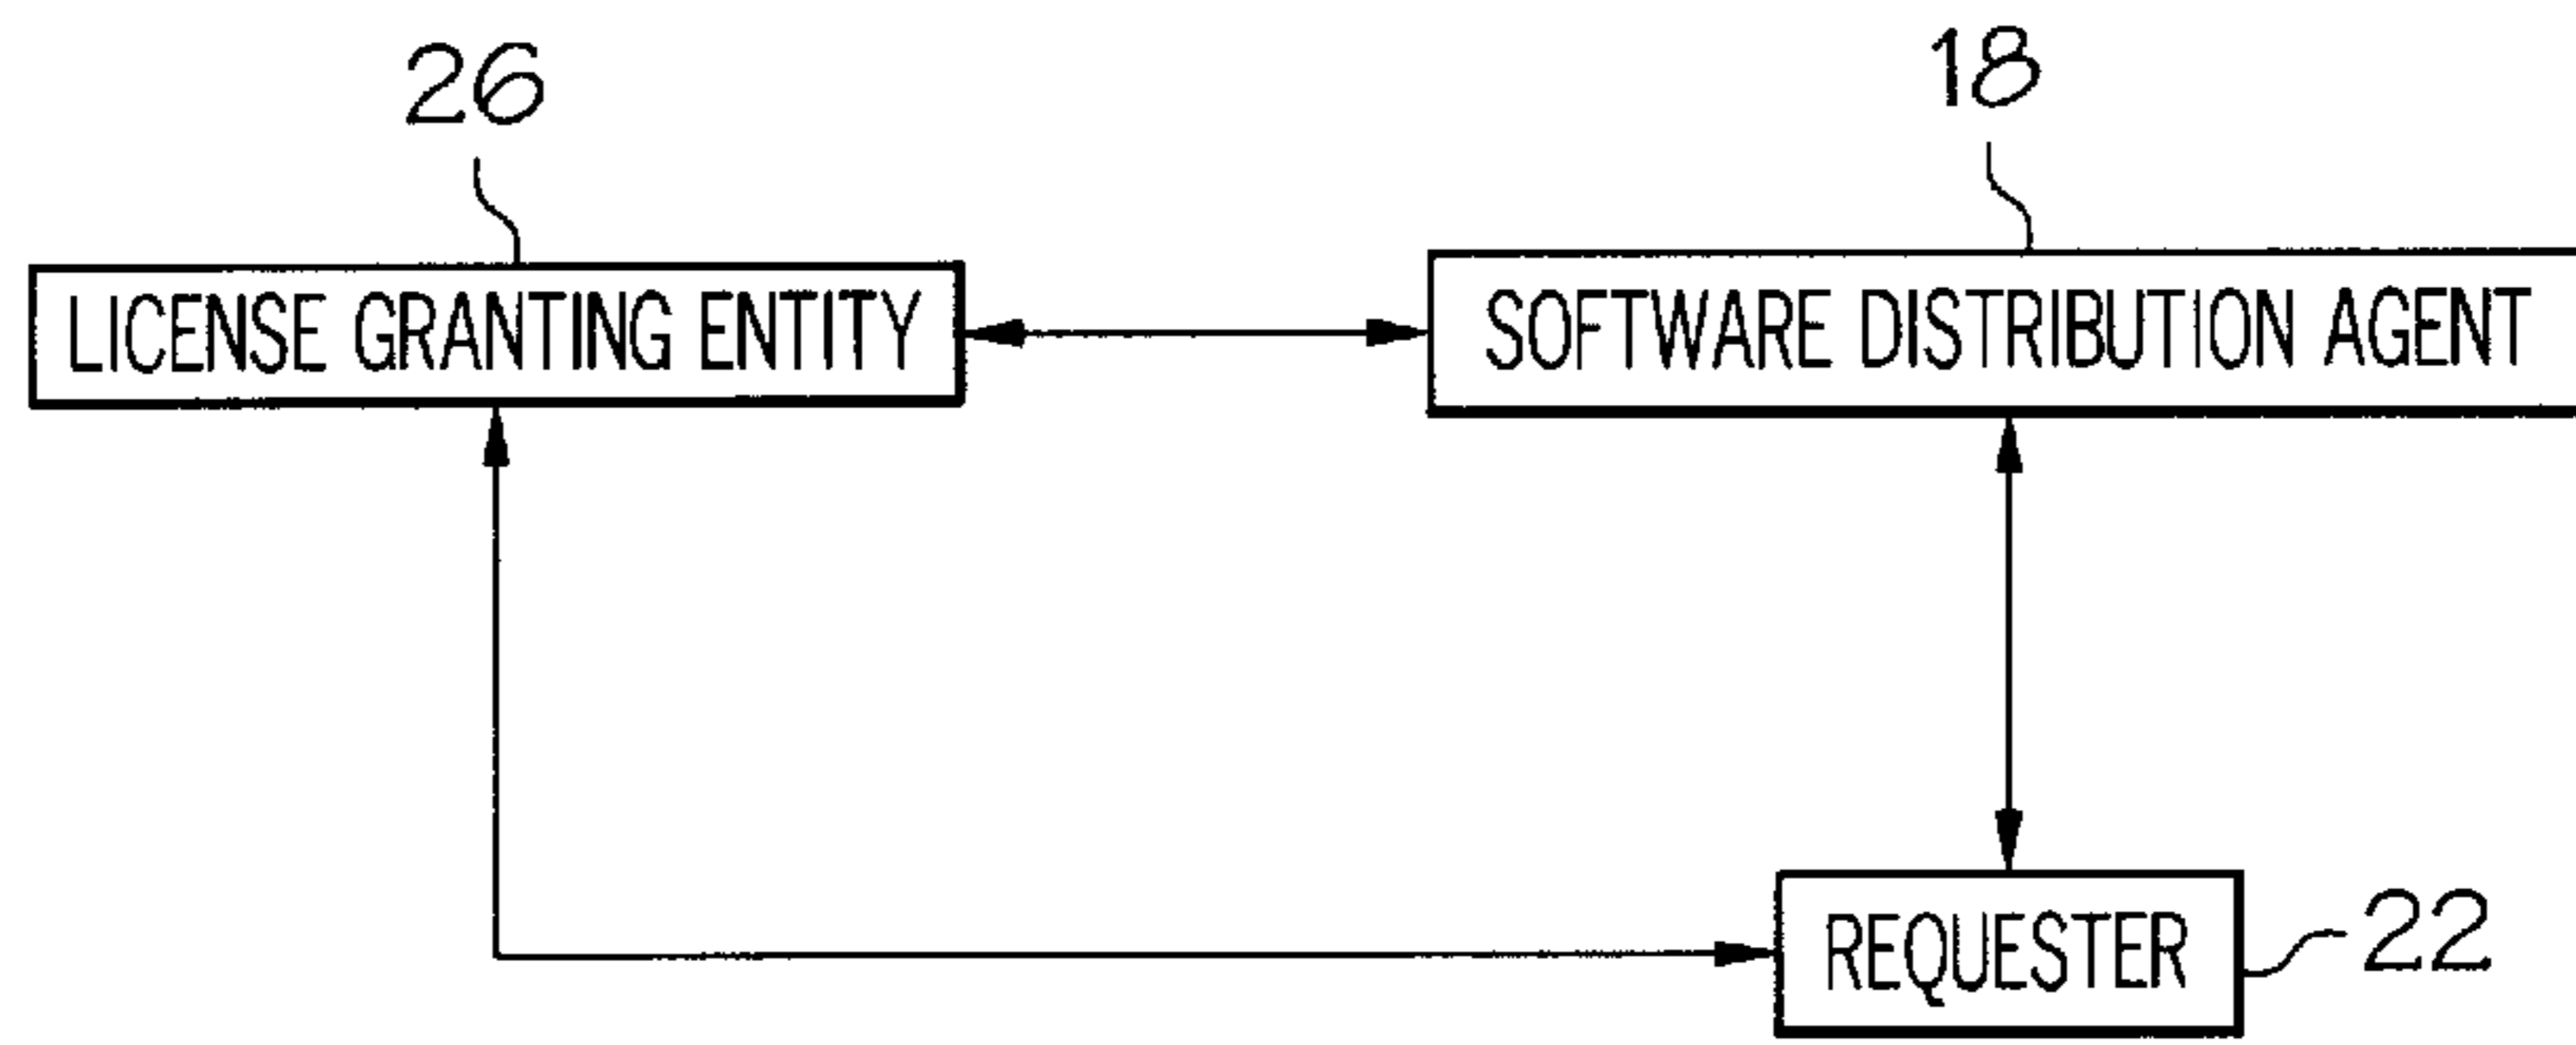 26
18
LICENSE GRANTING ENTITY
SOFTWARE DISTRIBUTION AGENT
REQUESTER
22